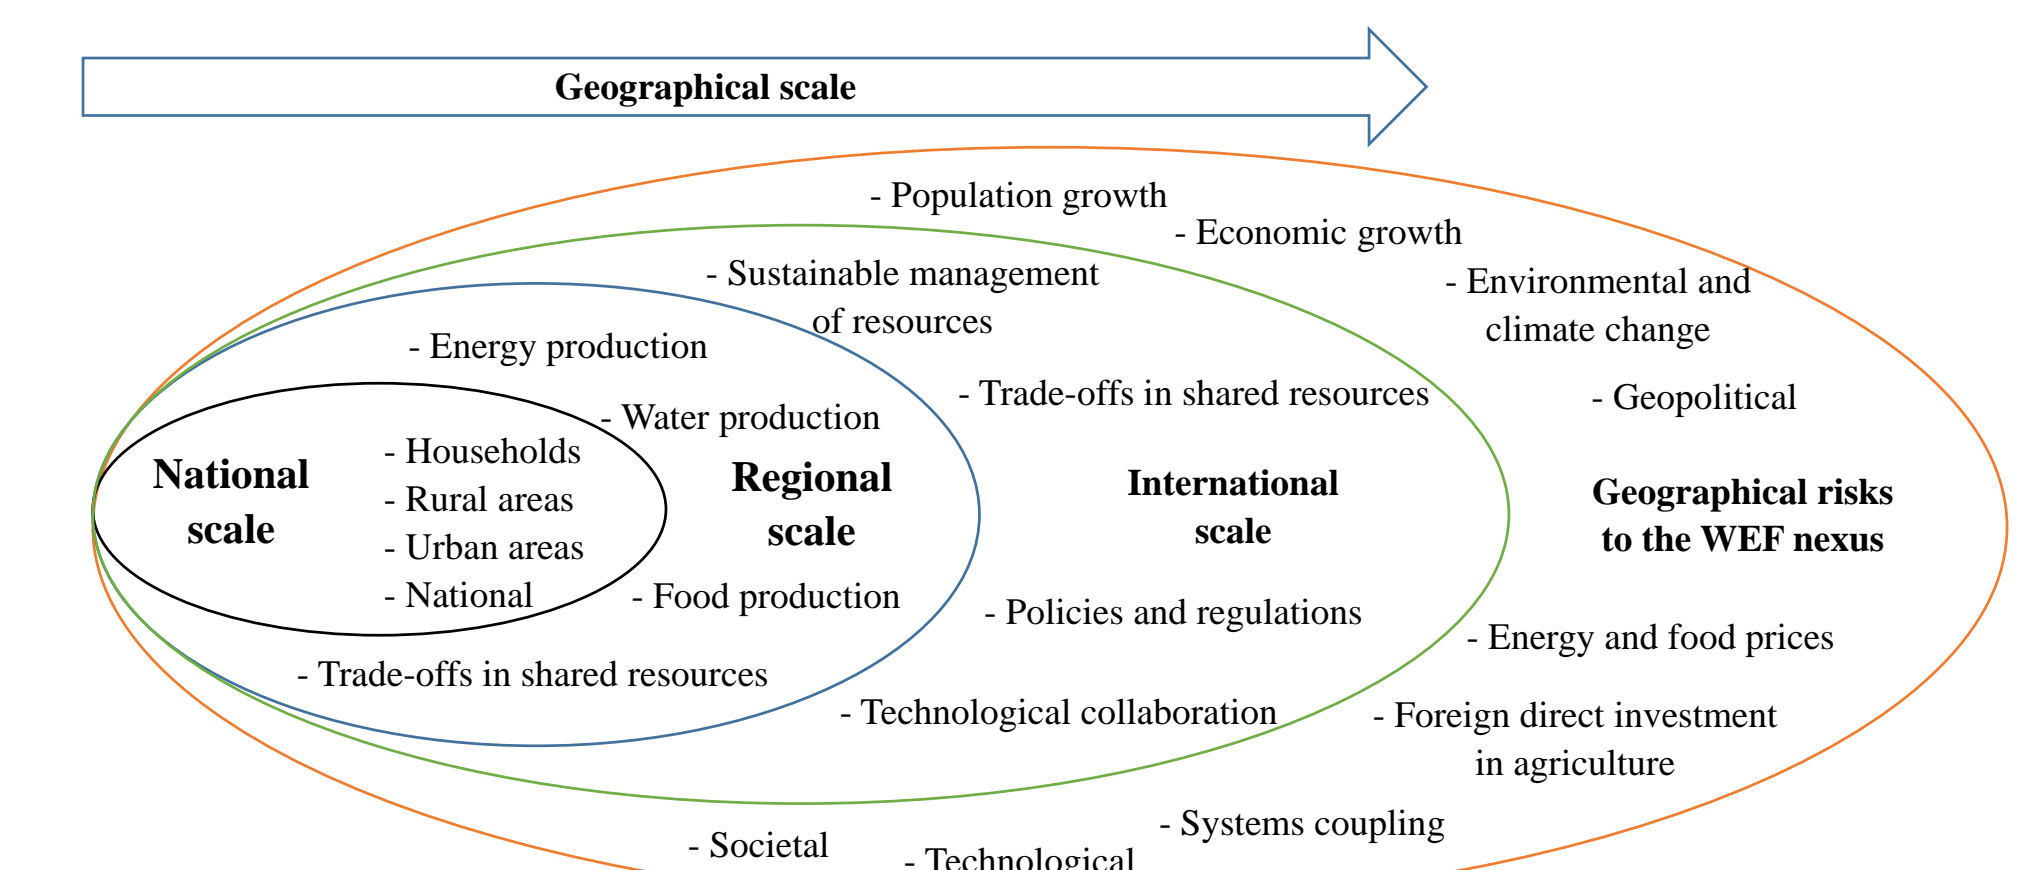 Geographical scale
- Population growth
- Economic growth
- Environmental and
climate change
- Geopolitical
Geographical risks
to the WEF nexus
- Energy and food prices
- Foreign direct investment
in agriculture
- Systems coupling
- Technological
- Societal
- Sustainable management
of resources
- Trade-offs in shared resources
International
scale
- Policies and regulations
- Technological collaboration
- Energy production
- Water production
Regional
scale
- Food production
- Trade-offs in shared resources
National
scale
- Households
- Rural areas
- Urban areas
- National